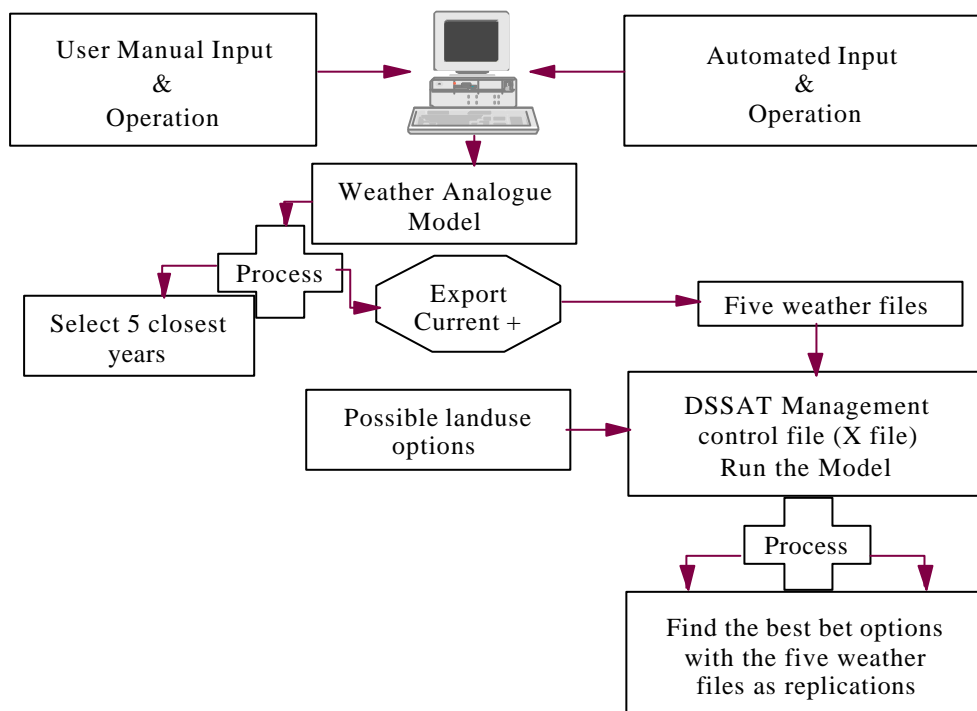 User Manual Input
&
Operation
Automated Input
&
Operation
Weather Analogue
Model
Process
Select 5 closest
years
Export
Current +
Five weather files
Possible landuse
options
DSSAT Management
control file (X file)
Run the Model
Process
Find the best bet options
with the five weather
files as replications